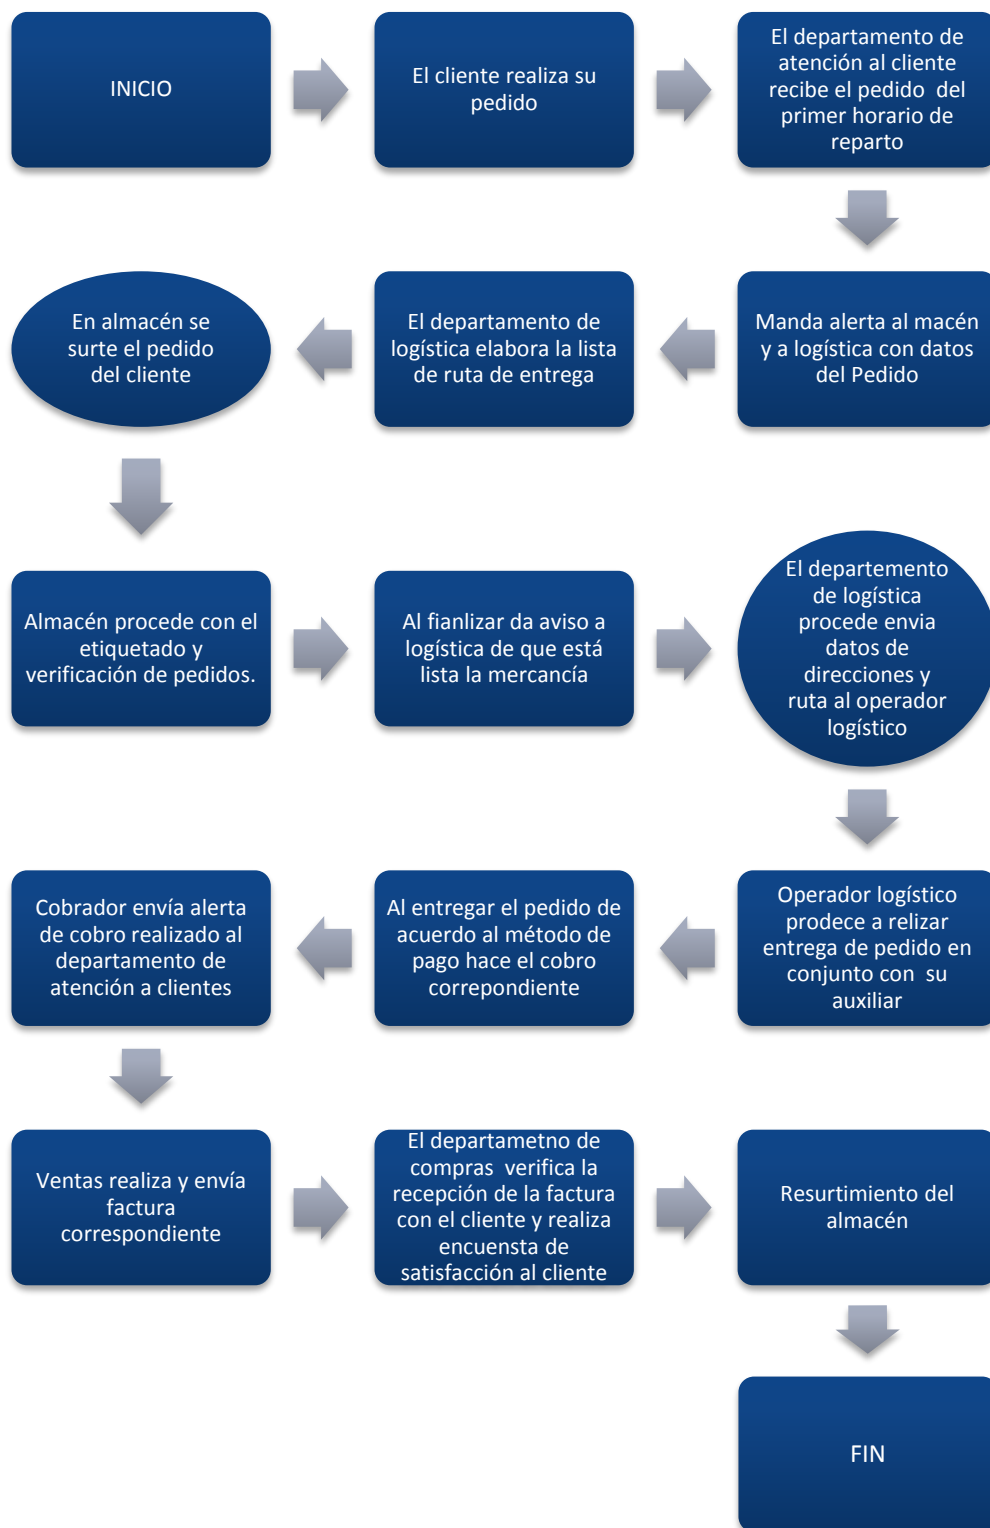 INICIO
El cliente realiza su
pedido
El departamento de
atención al cliente
recibe el pedido  del
primer horario de
reparto
Manda alerta al macén
y a logística con datos
del Pedido
El departamento de
logística elabora la lista
de ruta de entrega
En almacén se
surte el pedido
del cliente
Almacén procede con el
etiquetado y
verificación de pedidos.
Al fianlizar da aviso a
logística de que está
lista la mercancía
El departemento
de logística
procede envia
datos de
direcciones y
ruta al operador
logístico
Operador logístico
prodece a relizar
entrega de pedido en
conjunto con  su
auxiliar
Al entregar el pedido de
acuerdo al método de
pago hace el cobro
correpondiente
Cobrador envía alerta
de cobro realizado al
departamento de
atención a clientes
Ventas realiza y envía
factura
correspondiente
El departametno de
compras  verifica la
recepción de la factura
con el cliente y realiza
encuensta de
satisfacción al cliente
Resurtimiento del
almacén
FIN